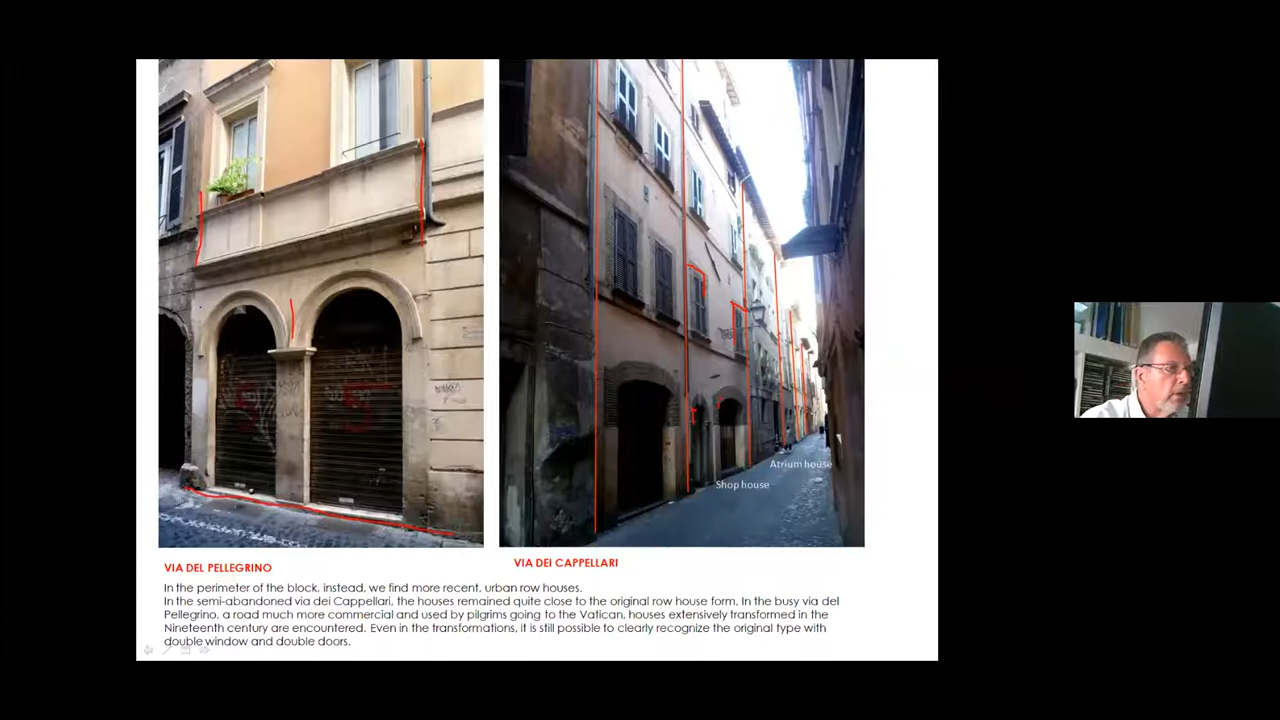 Atrium house
Shop house
VIA DEL PELLEGRINO
VIA DEI CAPPELLARI
In the perimeter of the block, instead, we find more recent, urban row houses.
In the semi-abandoned via dei Cappellari, the houses remained quite close to the original row house form. In the busy via del
Pellegrino, a road much more commercial and used by pilgrims going to the Vatican, houses extensively transformed in the
Nineteenth century are encountered. Even in the transformations, it is still possible to clearly recognize the original type with
double window and double doors.